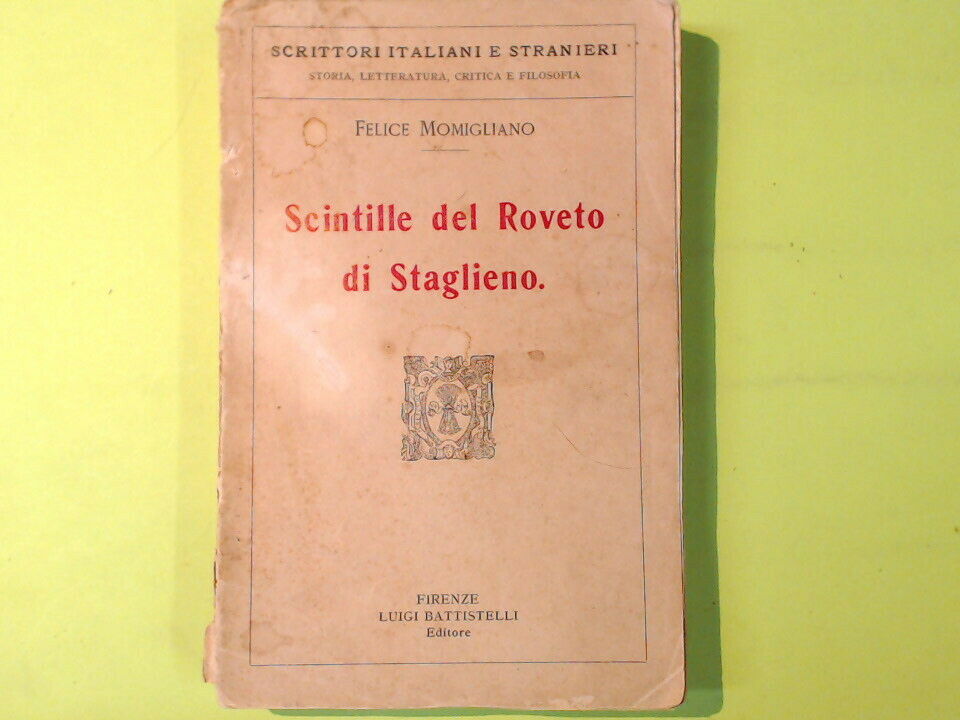 SCRITTORI ITALIANI E STRANIERI
STORIA, LETTERATURA, CRITICA E FILOSOFIA
FELICE MOMIGLIANO
Scintille del Roveto
di Staglieno.
FIRENZE
LUIGI BATTISTELLI
Editore